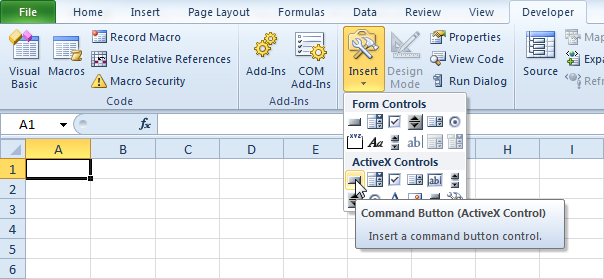 File Home Insert Page Layout Formulas Data Review View Developer
Visual Basic
Macros
Record Macro
Use Relative References
Macro Security
Code
Add-Ins
COM Add-Ins
Add-Ins
Insert
Design Mode
Properties
View Code
Run Dialog
Source
Map
Expa
Form Controls
XYZ
Aa
ab
ActiveX Controls
ab
A
Command Button (ActiveX Control)
Insert a command button control.
A1 fx
A B C D E H I
1
2
3
4
5
6